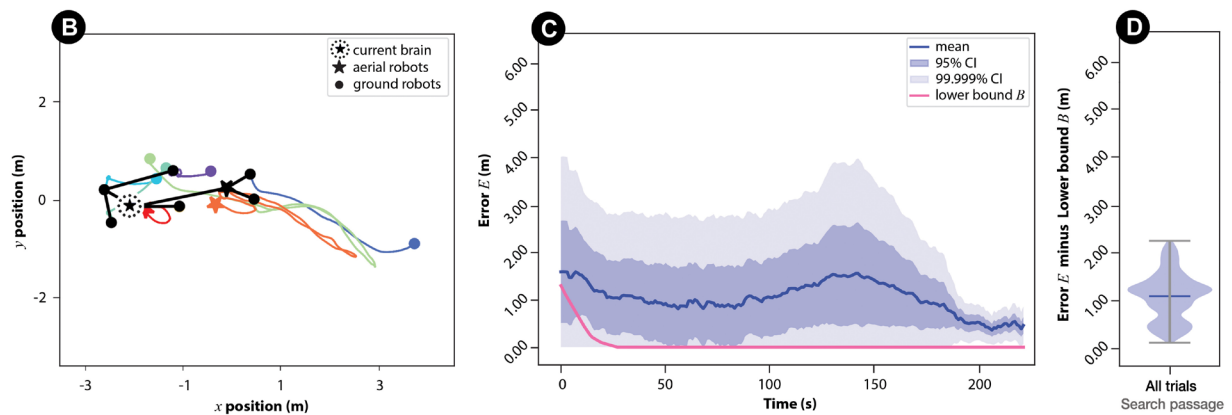 B
current brain
aerial robots
ground robots
y position (m)
2
0
-2
-3
-1
1
3
x position (m)
C
mean
95% CI
99.999% CI
lower bound B
Error E (m)
6.00
5.00
4.00
3.00
2.00
1.00
0.00
0
50
100
150
200
Time (s)
D
Error E minus Lower bound B (m)
6.00
5.00
4.00
3.00
2.00
1.00
0.00
All trials
Search passage